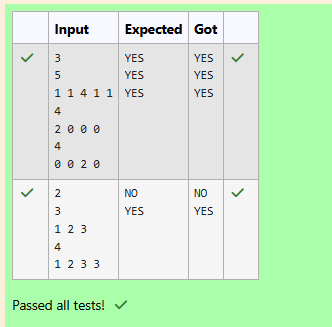 Input Expected Got
3 YES YES
5 YES YES
1 1 4 1 1 YES YES
4
2 0 0 0
4
0 0 2 0
2 NO NO
3 YES YES
1 2 3
4
1 2 3 3
Passed all tests!